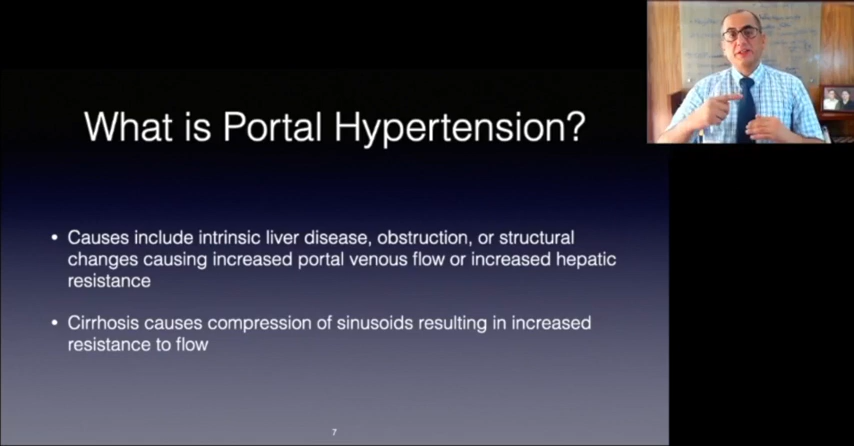 What is Portal Hypertension?
• Causes include intrinsic liver disease, obstruction, or structural
changes causing increased portal venous flow or increased hepatic
resistance
• Cirrhosis causes compression of sinusoids resulting in increased
resistance to flow
7